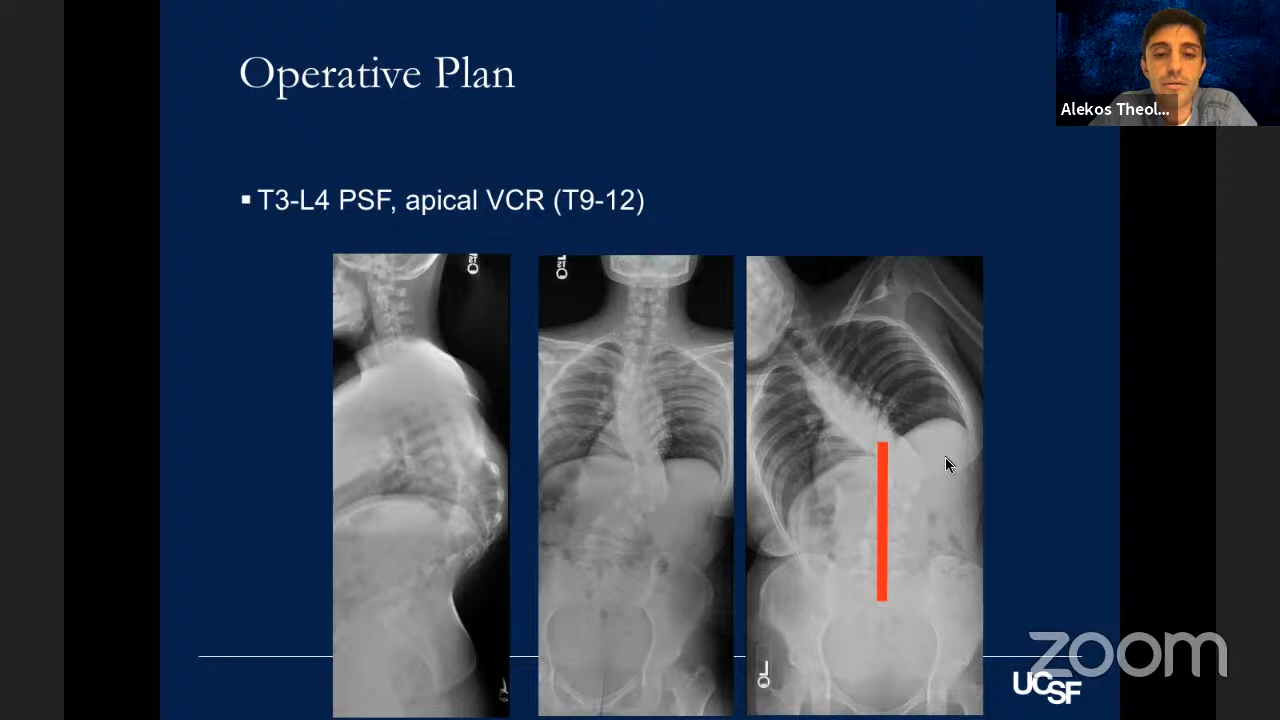 Operative Plan
Alekos Theol...
▪ T3-L4 PSF, apical VCR (T9-12)
zoom
UCSF